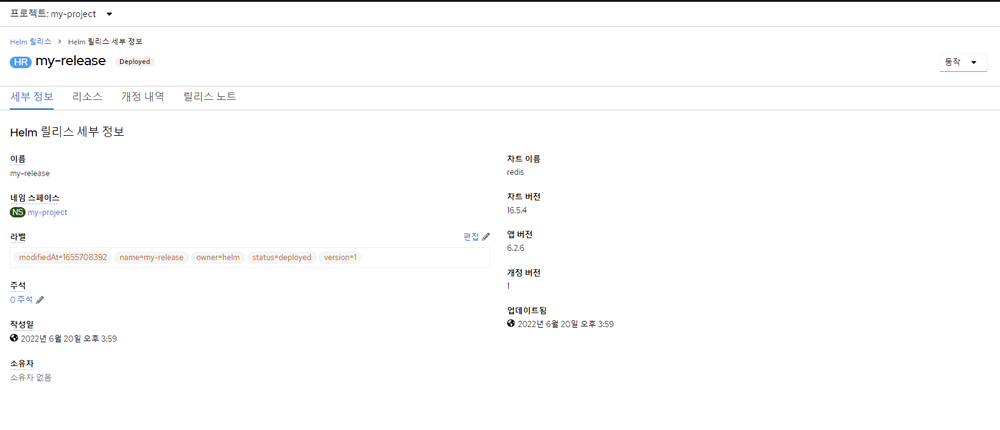 프로젝트: my-project
Helm 릴리스 > Helm 릴리스 세부 정보
HR my-release Deployed
동작
세부 정보 리소스 개정 내역 릴리스 노트
Helm 릴리스 세부 정보
이름
my-release
네임 스페이스
NS my-project
라벨 편집
modifiedAt=1655708392 name=my-release owner=helm status=deployed version=1
주석
0 주석
작성일
2022년 6월 20일 오후 3:59
소유자
소유자 없음
차트 이름
redis
차트 버전
16.5.4
앱 버전
6.2.6
개정 버전
1
업데이트됨
2022년 6월 20일 오후 3:59